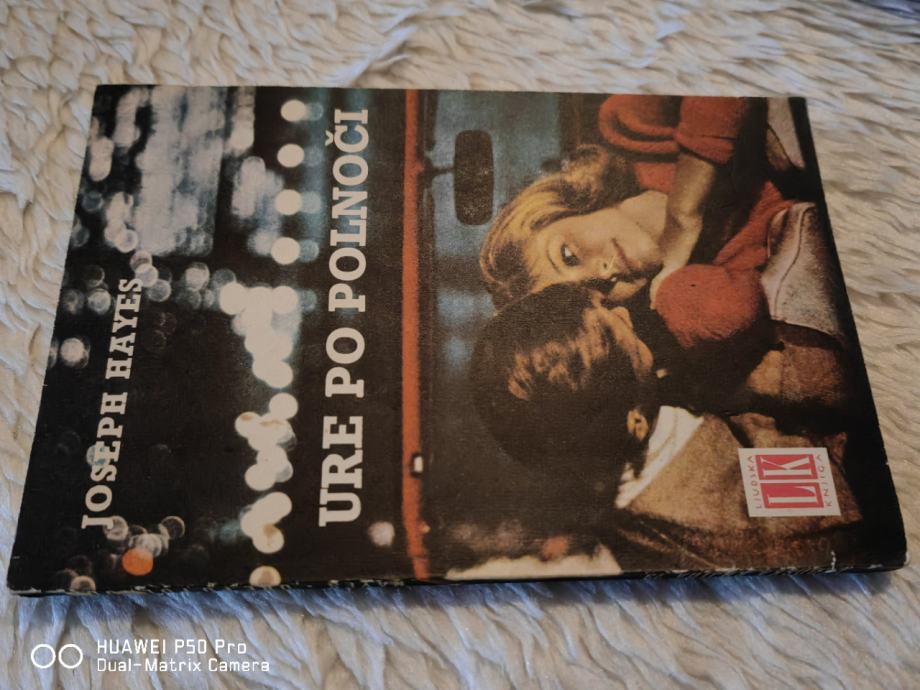 JOSEPH HAYES
URE PO POLNOČI
LJUDSKA
LK
KNJIGA
HUAWEI P50 Pro
Dual-Matrix Camera